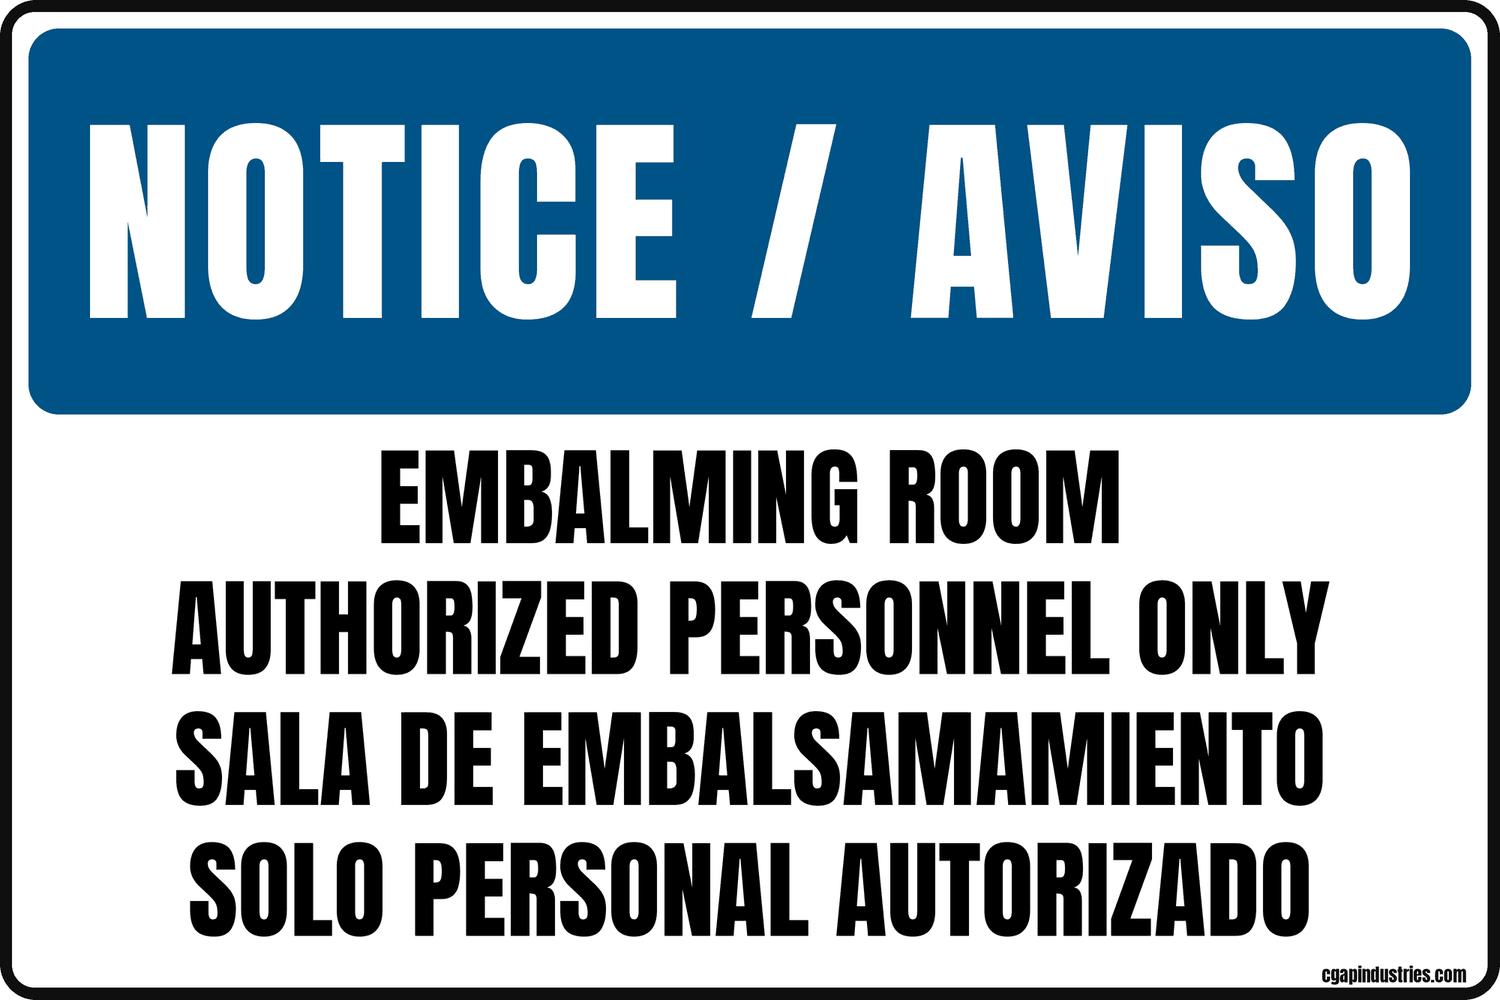 NOTICE / AVISO
EMBALMING ROOM
AUTHORIZED PERSONNEL ONLY
SALA DE EMBALSAMAMIENTO
SOLO PERSONAL AUTORIZADO
cgapindustries.com